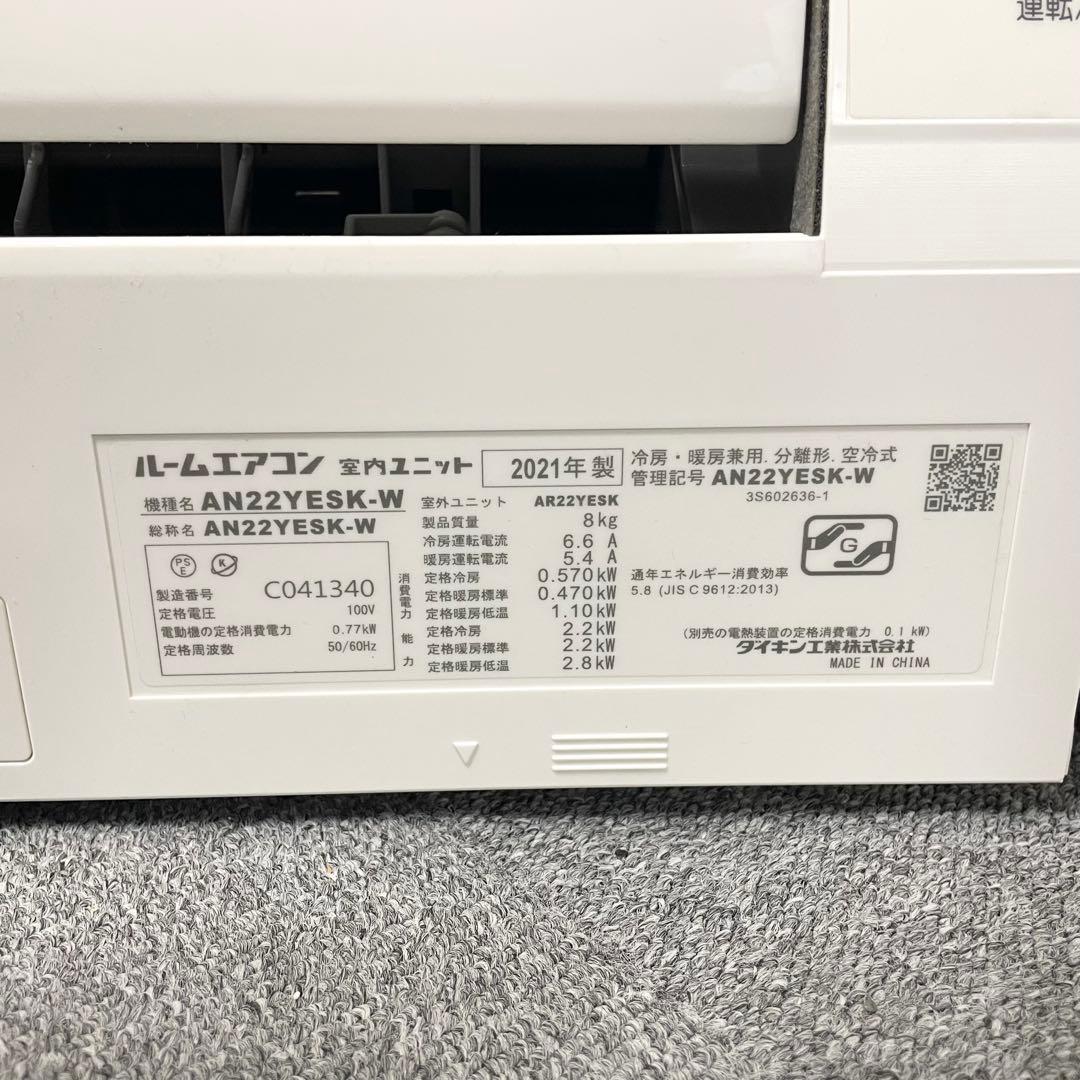 運転
ルームエアコン 室内ユニット 2021年 製 冷房・暖房兼用. 分離形. 空冷式
管理記号 AN22YESK-W
3S602636-1
機種名 AN22YESK-W
総称名 AN22YESK-W
室外ユニット AR22YESK
製品質量 8kg
冷房運転電流 6.6 A
暖房運転電流 5.4 A
消費電力 定格冷房 0.570kW
定格暖房標準 0.470kW
定格暖房低温 1.10kW
能力 定格冷房 2.2kW
定格暖房標準 2.2kW
定格暖房低温 2.8kW
PS
E
K
製造番号 C041340
定格電圧 100V
電動機の定格消費電力 0.77kW
定格周波数 50/60Hz
G
通年エネルギー消費効率
5.8 (JIS C 9612:2013)
(別売の電熱装置の定格消費電力 0.1 kW)
ダイキン工業株式会社
MADE IN CHINA